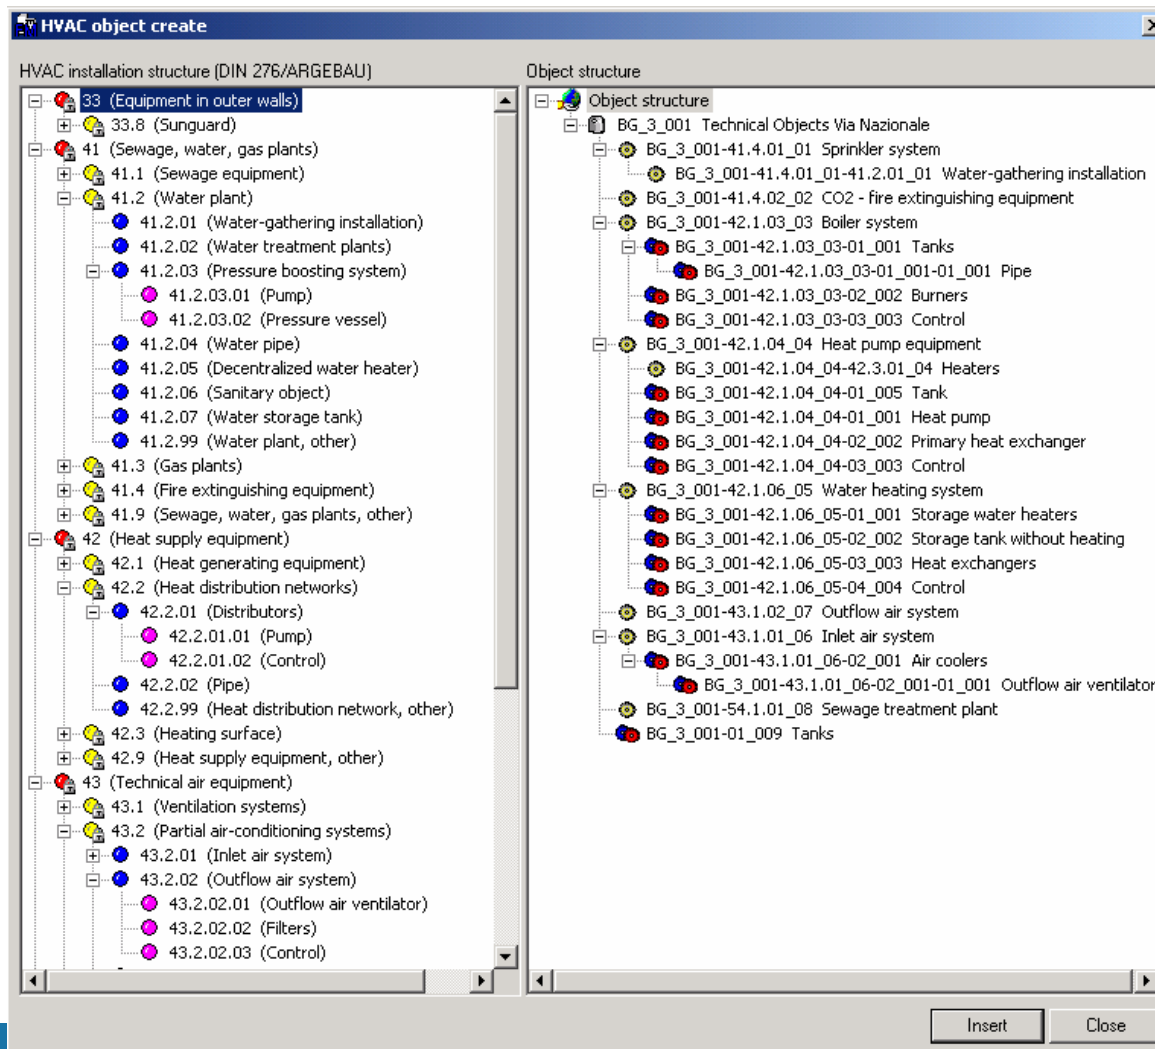 HVAC object create
HVAC installation structure (DIN 276/ARGEBAU)
33 (Equipment in outer walls)
33.8 (Sunguard)
41 (Sewage, water, gas plants)
41.1 (Sewage equipment)
41.2 (Water plant)
41.2.01 (Water-gathering installation)
41.2.02 (Water treatment plants)
41.2.03 (Pressure boosting system)
41.2.03.01 (Pump)
41.2.03.02 (Pressure vessel)
41.2.04 (Water pipe)
41.2.05 (Decentralized water heater)
41.2.06 (Sanitary object)
41.2.07 (Water storage tank)
41.2.99 (Water plant, other)
41.3 (Gas plants)
41.4 (Fire extinguishing equipment)
41.9 (Sewage, water, gas plants, other)
42 (Heat supply equipment)
42.1 (Heat generating equipment)
42.2 (Heat distribution networks)
42.2.01 (Distributors)
42.2.01.01 (Pump)
42.2.01.02 (Control)
42.2.02 (Pipe)
42.2.99 (Heat distribution network, other)
42.3 (Heating surface)
42.9 (Heat supply equipment, other)
43 (Technical air equipment)
43.1 (Ventilation systems)
43.2 (Partial air-conditioning systems)
43.2.01 (Inlet air system)
43.2.02 (Outflow air system)
43.2.02.01 (Outflow air ventilator)
43.2.02.02 (Filters)
43.2.02.03 (Control)
Object structure
Object structure
BG_3_001 Technical Objects Via Nazionale
BG_3_001-41.4.01_01 Sprinkler system
BG_3_001-41.4.01_01-41.2.01_01 Water-gathering installation
BG_3_001-41.4.02_02 CO2 - fire extinguishing equipment
BG_3_001-42.1.03_03 Boiler system
BG_3_001-42.1.03_03-01_001 Tanks
BG_3_001-42.1.03_03-01_001-01_001 Pipe
BG_3_001-42.1.03_03-02_002 Burners
BG_3_001-42.1.03_03-03_003 Control
BG_3_001-42.1.04_04 Heat pump equipment
BG_3_001-42.1.04_04-42.3.01_04 Heaters
BG_3_001-42.1.04_04-01_005 Tank
BG_3_001-42.1.04_04-01_001 Heat pump
BG_3_001-42.1.04_04-02_002 Primary heat exchanger
BG_3_001-42.1.04_04-03_003 Control
BG_3_001-42.1.06_05 Water heating system
BG_3_001-42.1.06_05-01_001 Storage water heaters
BG_3_001-42.1.06_05-02_002 Storage tank without heating
BG_3_001-42.1.06_05-03_003 Heat exchangers
BG_3_001-42.1.06_05-04_004 Control
BG_3_001-43.1.02_07 Outflow air system
BG_3_001-43.1.01_06 Inlet air system
BG_3_001-43.1.01_06-02_001 Air coolers
BG_3_001-43.1.01_06-02_001-01_001 Outflow air ventilator
BG_3_001-54.1.01_08 Sewage treatment plant
BG_3_001-01_009 Tanks
Insert
Close